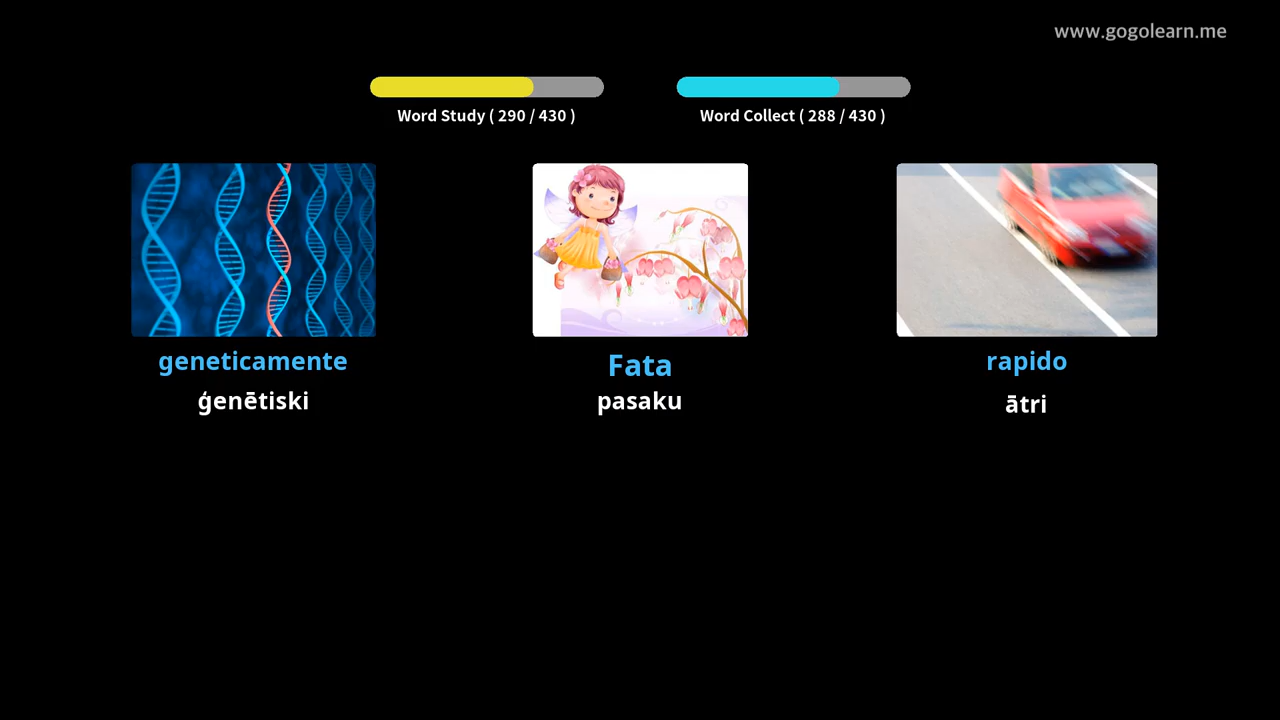 www.gogolearn.me
Word Study ( 290 / 430 )
Word Collect ( 288 / 430 )
geneticamente
ģenētiski
Fata
pasaku
rapido
ātri